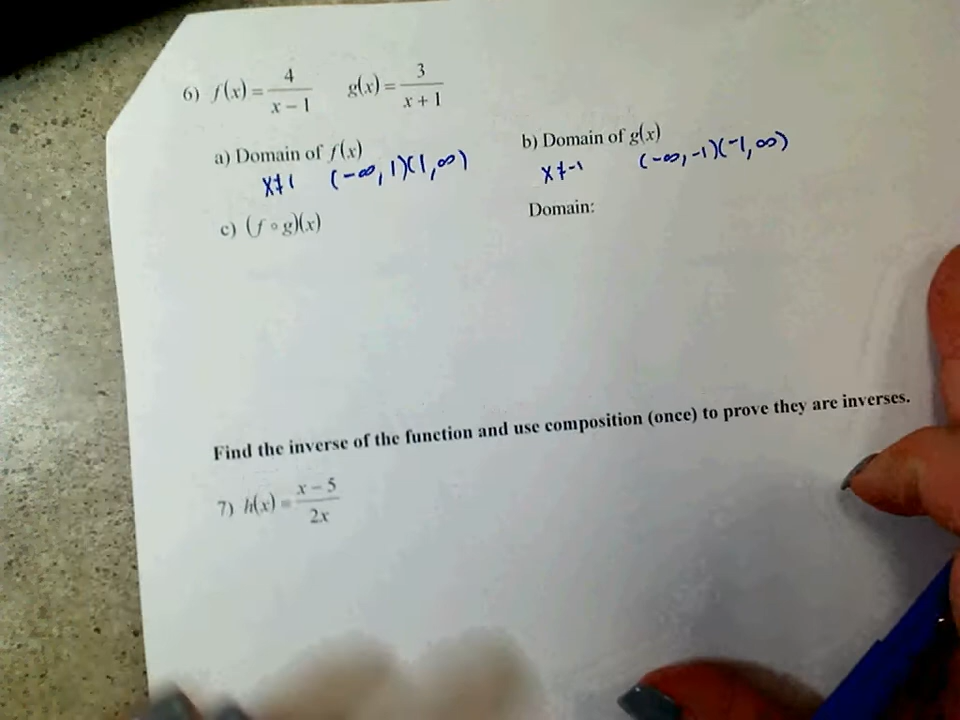 6) f(x) = 4/(x − 1)    g(x) = 3/(x + 1)
a) Domain of f(x)    b) Domain of g(x)
x≠1    (-∞, 1)(1, ∞)    x≠-1    (-∞, -1)(-1, ∞)
c) (f ∘ g)(x)    Domain:
Find the inverse of the function and use composition (once) to prove they are inverses.
7) h(x) = (x − 5)/(2x)